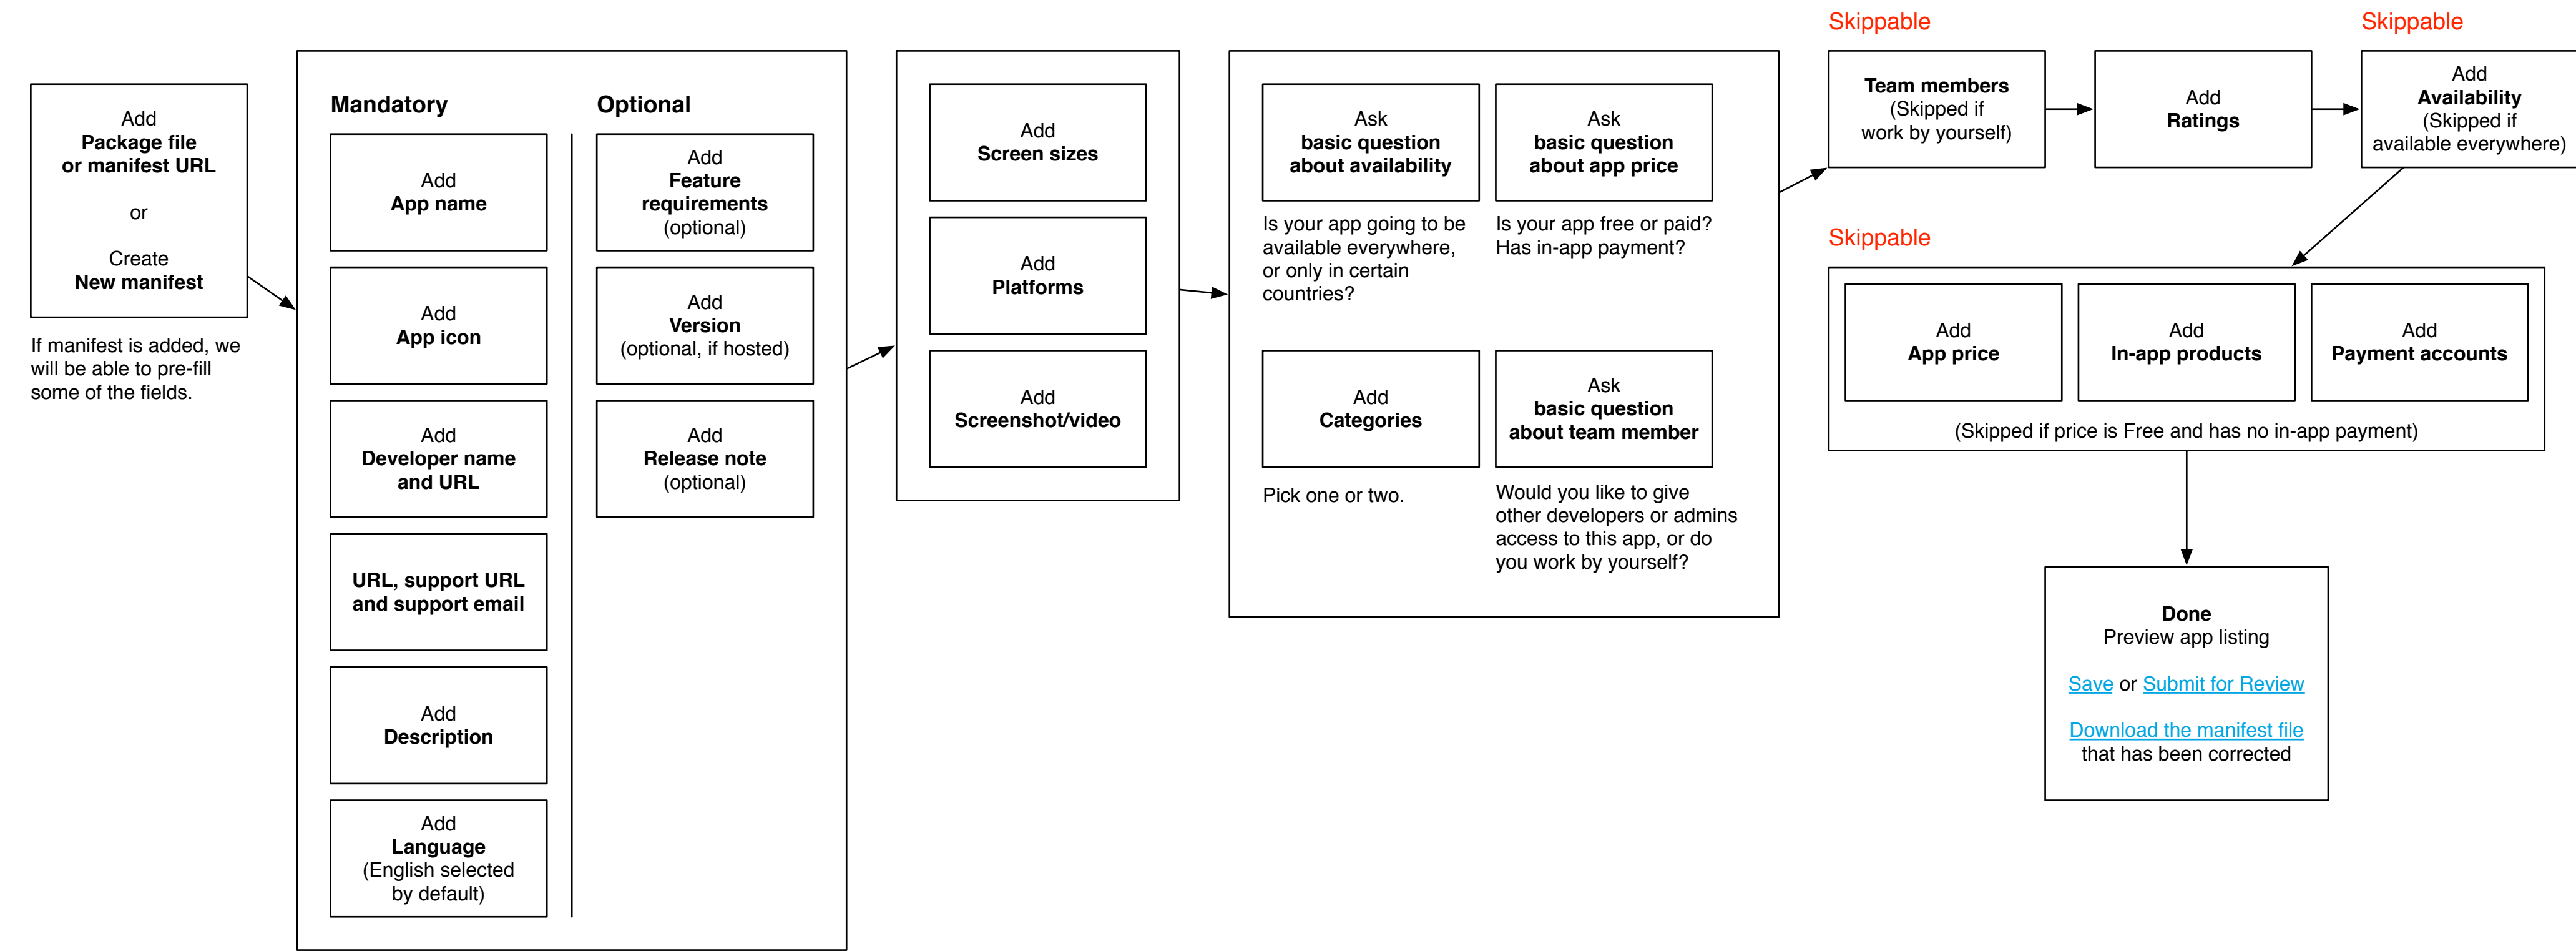 Add
Package file
or manifest URL
or
Create
New manifest
If manifest is added, we
will be able to pre-fill
some of the fields.
Mandatory
Add
App name
Add
App icon
Add
Developer name
and URL
URL, support URL
and support email
Add
Description
Add
Language
(English selected
by default)
Optional
Add
Feature
requirements
(optional)
Add
Version
(optional, if hosted)
Add
Release note
(optional)
Add
Screen sizes
Add
Platforms
Add
Screenshot/video
Ask
basic question
about availability
Is your app going to be
available everywhere,
or only in certain
countries?
Ask
basic question
about app price
Is your app free or paid?
Has in-app payment?
Add
Categories
Pick one or two.
Ask
basic question
about team member
Would you like to give
other developers or admins
access to this app, or do
you work by yourself?
Skippable
Team members
(Skipped if
work by yourself)
Add
Ratings
Skippable
Add
Availability
(Skipped if
available everywhere)
Skippable
Add
App price
Add
In-app products
Add
Payment accounts
(Skipped if price is Free and has no in-app payment)
Done
Preview app listing
Save or Submit for Review
Download the manifest file
that has been corrected